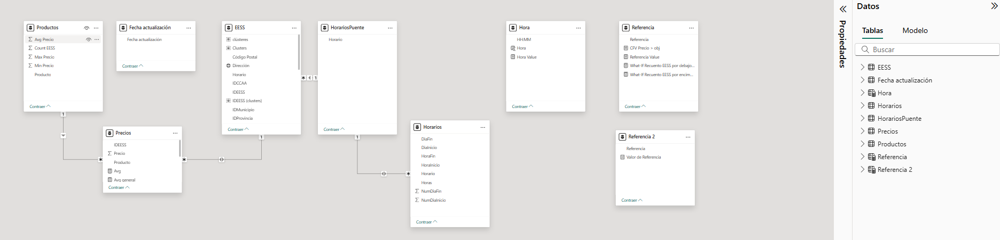 Productos
Avg Precio
Count EESS
Max Precio
Min Precio
Producto
Contraer
Fecha actualización
Fecha actualización
Contraer
EESS
clústeres
Clusters
Código Postal
Dirección
Horario
IDCCAA
IDEESS
IDEESS (clusters)
IDMunicipio
IDProvincia
Contraer
HorariosPuente
Horario
Contraer
Hora
HH:MM
Hora
Hora Value
Contraer
Referencia
Referencia
CFV Precio > obj
Referencia Value
What-If Recuento EESS por debajo...
What-If Recuento EESS por encim...
Contraer
1
*
*
1
*
1
1
*
Precios
IDEESS
Precio
Producto
Avg
Avg general
Contraer
Horarios
DiaFin
DiaInicio
HoraFin
HoraInicio
Horario
Horas
NumDiaFin
NumDiaInicio
Contraer
Referencia 2
Referencia
Valor de Referencia
Contraer
Propiedades
Datos
Tablas
Modelo
Buscar
EESS
Fecha actualización
Hora
Horarios
HorariosPuente
Precios
Productos
Referencia
Referencia 2